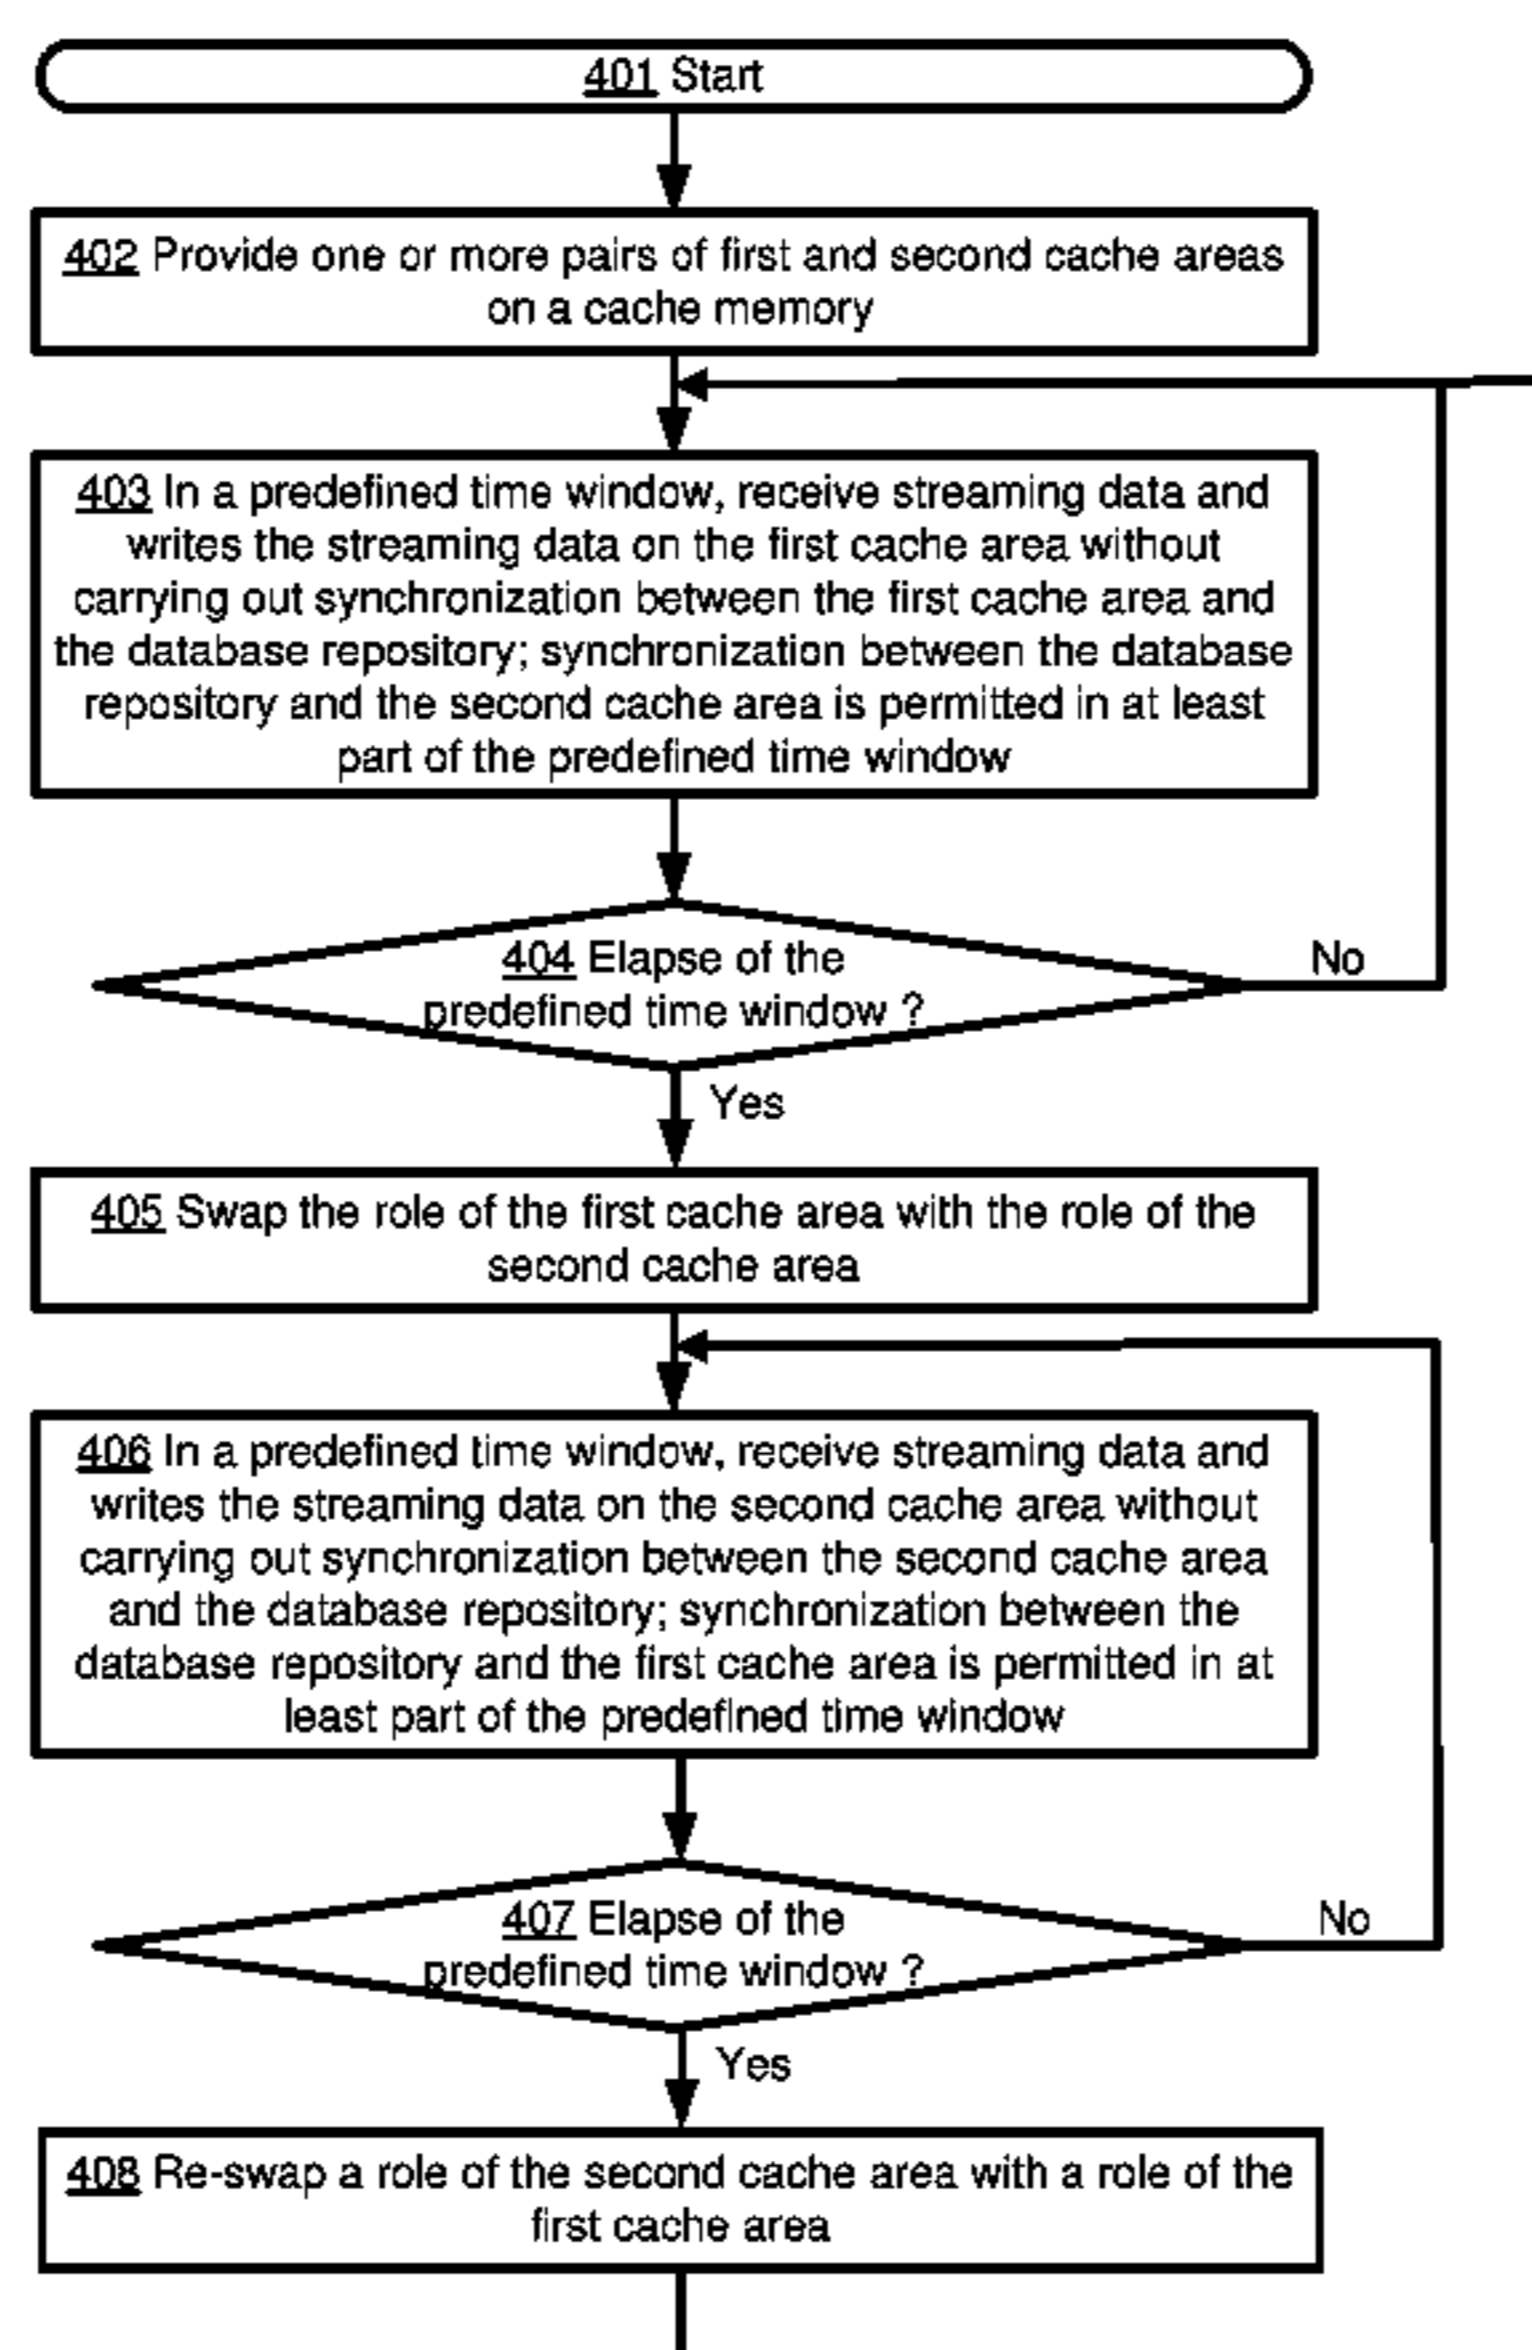 401 Start
402 Provide one or more pairs of first and second cache areas
on a cache memory
403 In a predefined time window, receive streaming data and
writes the streaming data on the first cache area without
carrying out synchronization between the first cache area and
the database repository; synchronization between the database
repository and the second cache area is permitted in at least
part of the predefined time window
404 Elapse of the
predefined time window ?
No
Yes
405 Swap the role of the first cache area with the role of the
second cache area
406 In a predefined time window, receive streaming data and
writes the streaming data on the second cache area without
carrying out synchronization between the second cache area
and the database repository; synchronization between the
database repository and the first cache area is permitted in at
least part of the predefined time window
407 Elapse of the
predefined time window ?
No
Yes
408 Re-swap a role of the second cache area with a role of the
first cache area